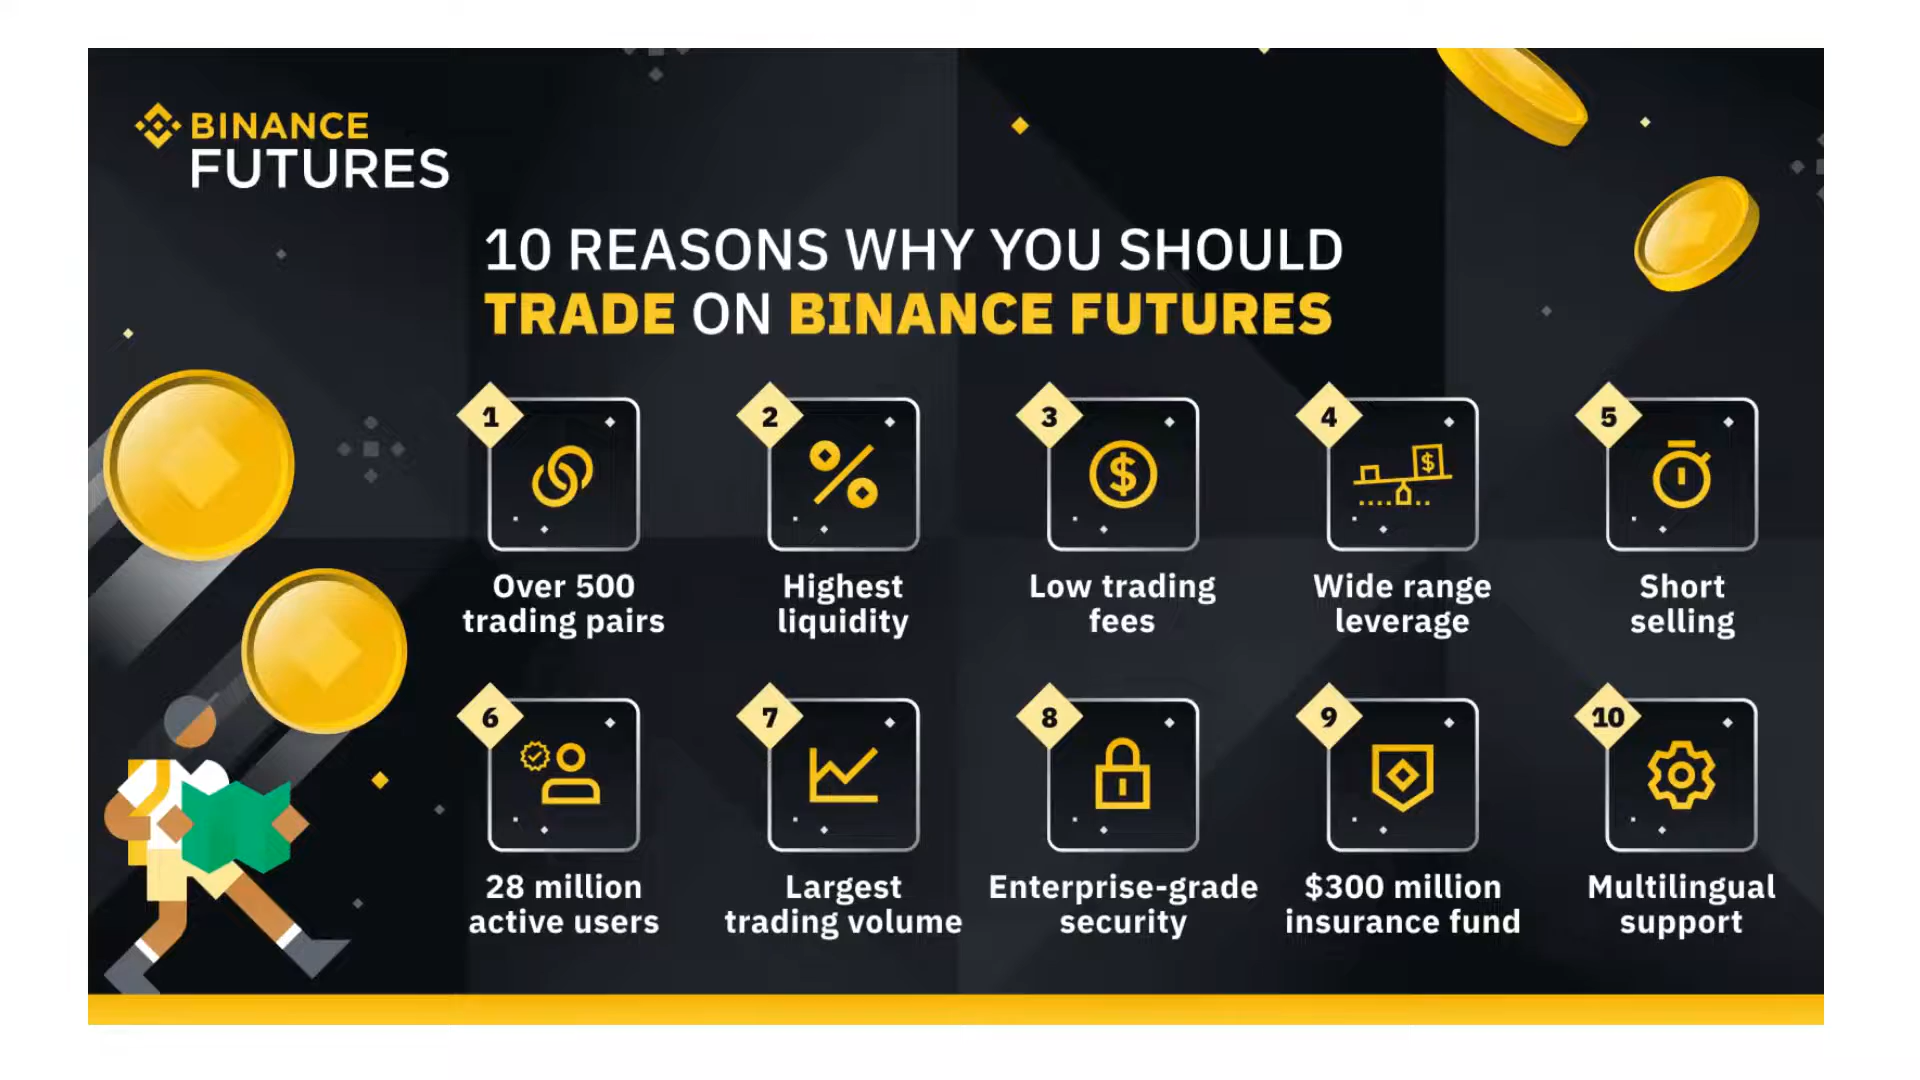 BINANCE
FUTURES
10 REASONS WHY YOU SHOULD
TRADE ON BINANCE FUTURES
1
Over 500
trading pairs
2
Highest
liquidity
3
$
Low trading
fees
4
$
Wide range
leverage
5
Short
selling
6
28 million
active users
7
Largest
trading volume
8
Enterprise-grade
security
9
$300 million
insurance fund
10
Multilingual
support